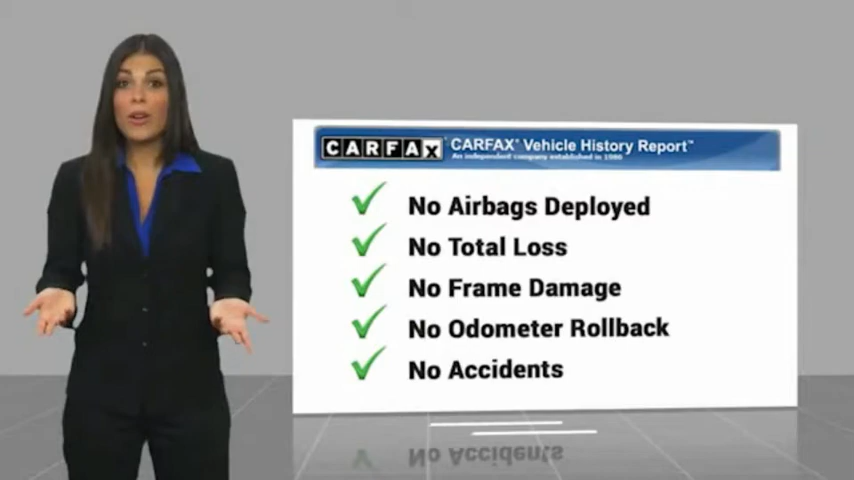 CARFAX CARFAX® Vehicle History Report™
An independent company established in 1986
No Airbags Deployed
No Total Loss
No Frame Damage
No Odometer Rollback
No Accidents
No Accidents